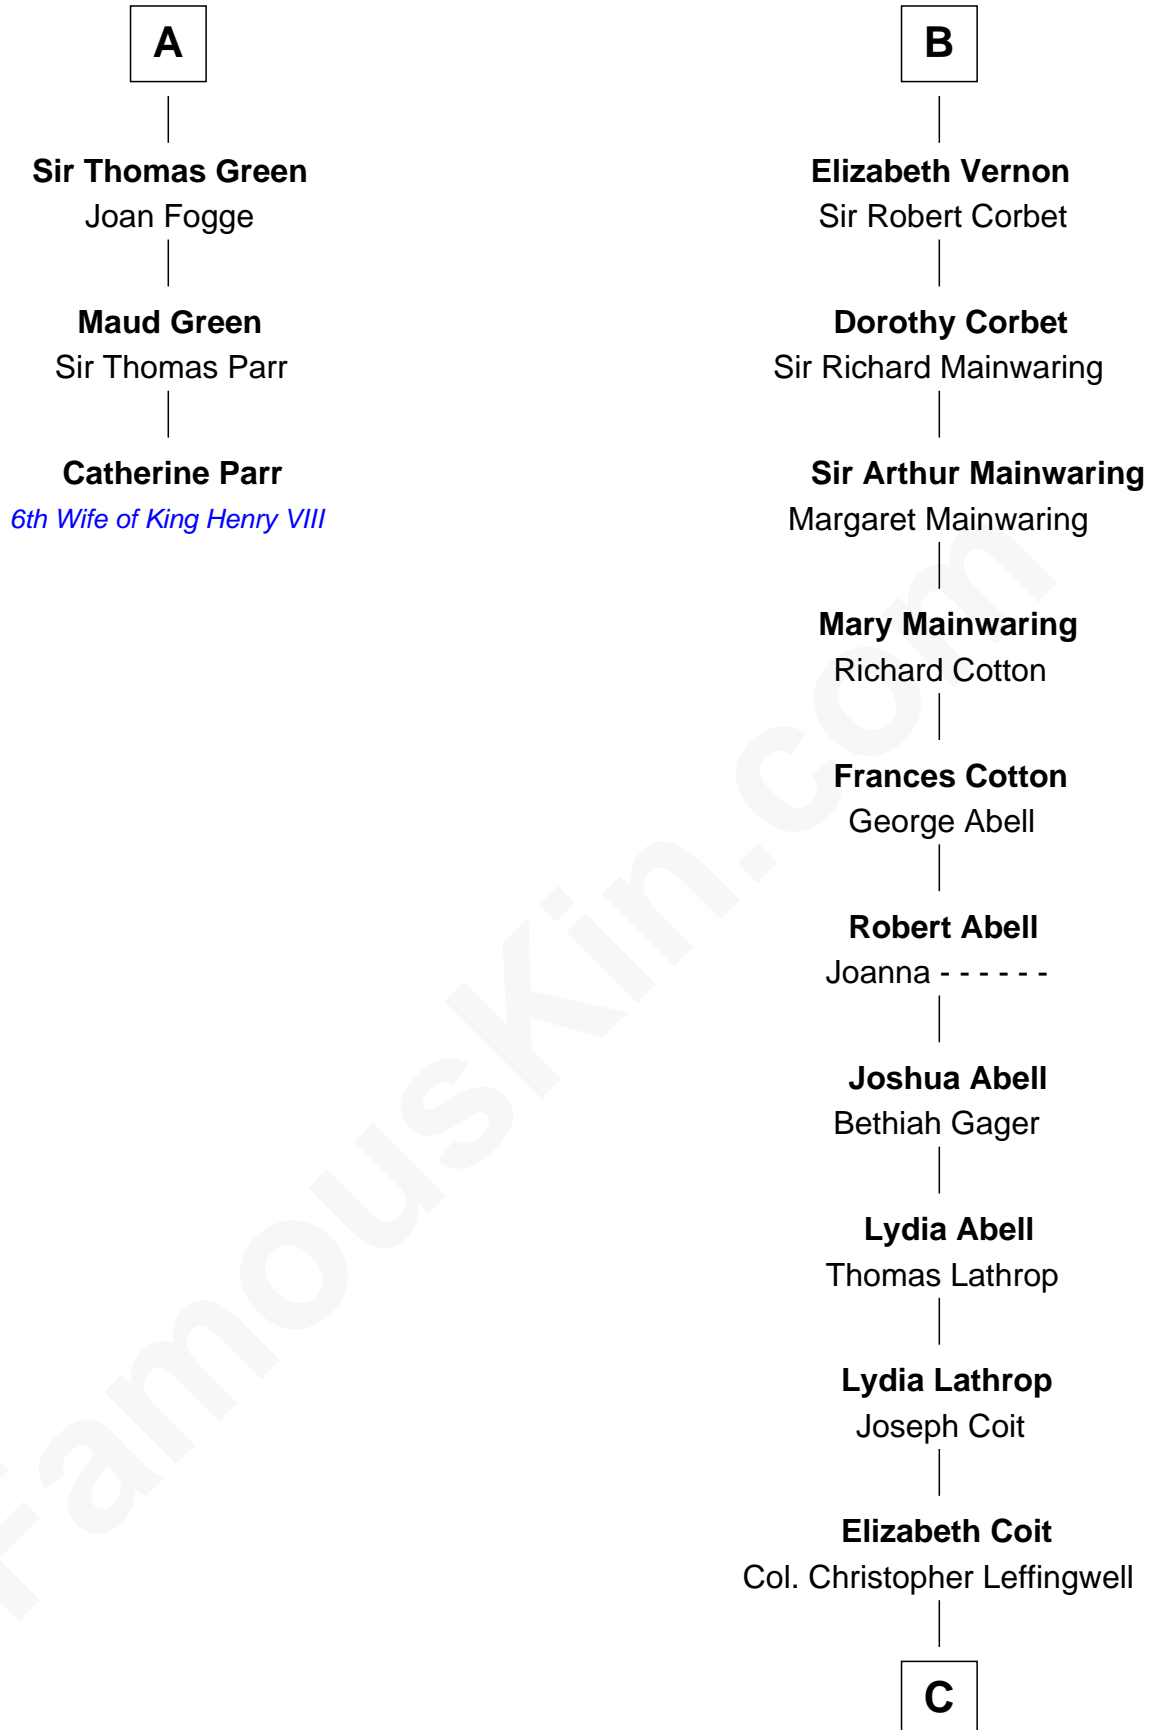 A
Sir Thomas Green
Joan Fogge
Maud Green
Sir Thomas Parr
Catherine Parr
6th Wife of King Henry VIII
B
Elizabeth Vernon
Sir Robert Corbet
Dorothy Corbet
Sir Richard Mainwaring
Sir Arthur Mainwaring
Margaret Mainwaring
Mary Mainwaring
Richard Cotton
Frances Cotton
George Abell
Robert Abell
Joanna - - - - - -
Joshua Abell
Bethiah Gager
Lydia Abell
Thomas Lathrop
Lydia Lathrop
Joseph Coit
Elizabeth Coit
Col. Christopher Leffingwell
C
FamousKin.com